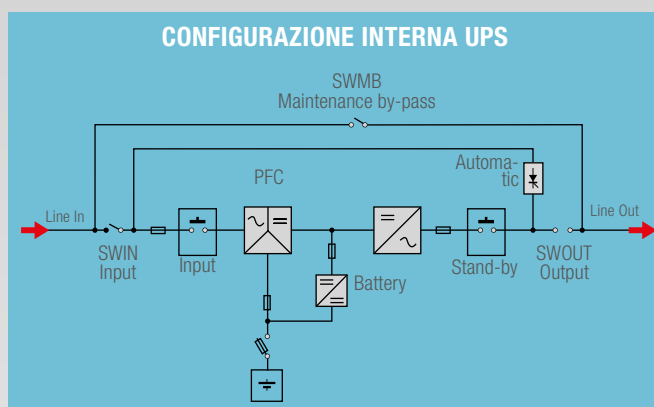 CONFIGURAZIONE INTERNA UPS
SWMB
Maintenance by-pass
Automa-
tic
PFC
Line In
Line Out
SWIN
Input
Input
Battery
Stand-by
SWOUT
Output